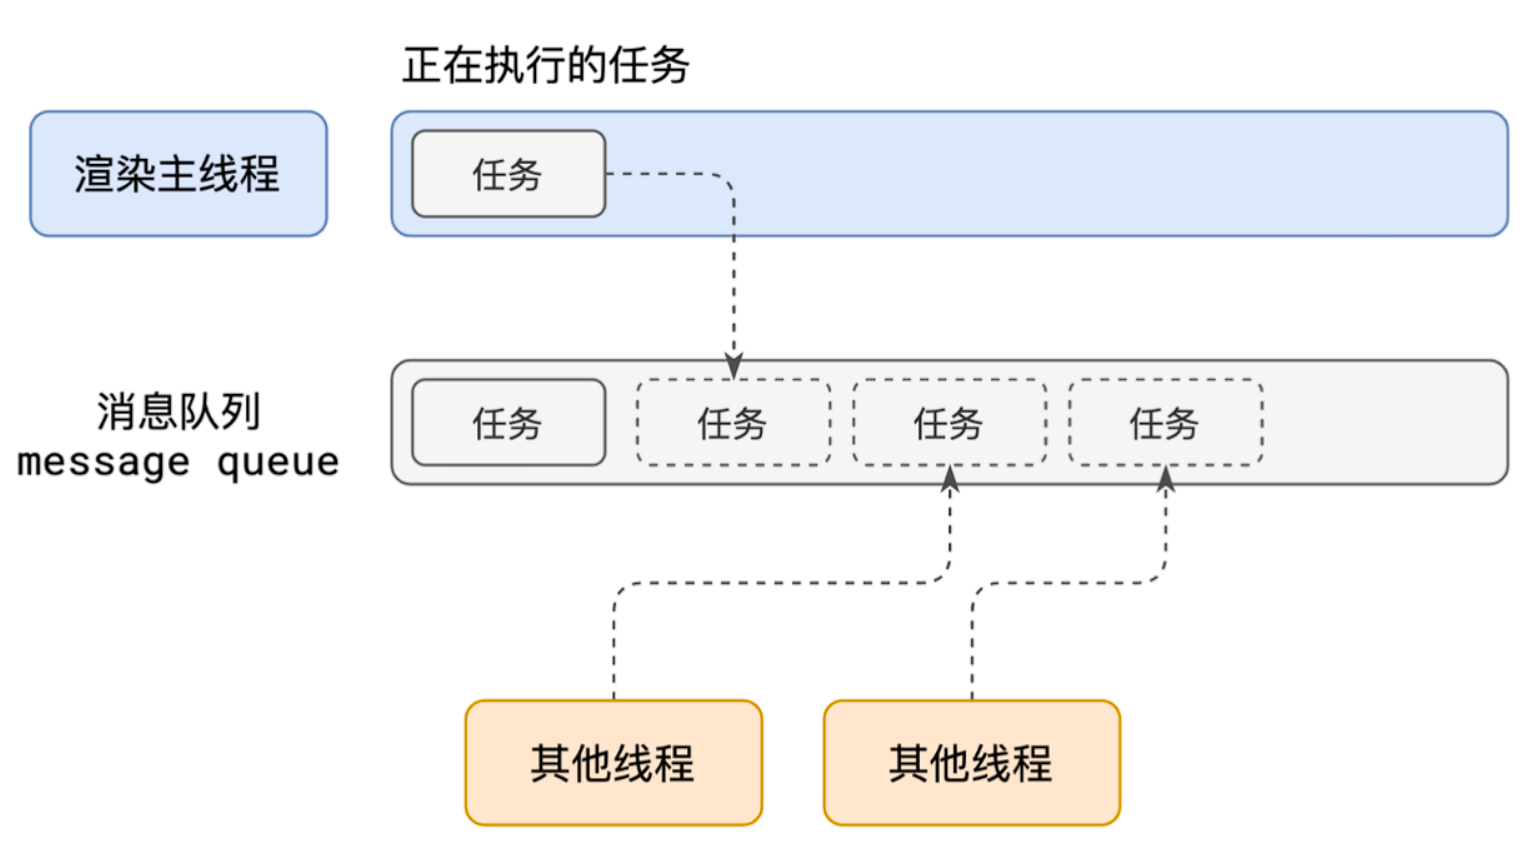 正在执行的任务
渲染主线程
任务
消息队列
message queue
任务
任务
任务
任务
其他线程
其他线程